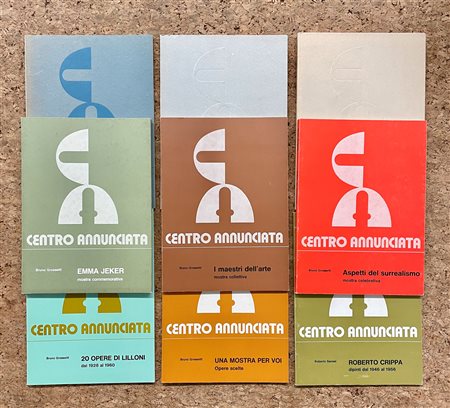 CENTRO ANNUNCIATA
Bruno Grossetti
EMMA JEKER
mostra commemorativa
CENTRO ANNUNCIATA
Bruno Grossetti
I maestri dell'arte
mostra collettiva
CENTRO ANNUNCIATA
Bruno Grossetti
Aspetti del surrealismo
mostra celebrativa
CENTRO ANNUNCIATA
Bruno Grossetti
20 OPERE DI LILLONI
dal 1928 al 1960
CENTRO ANNUNCIATA
Bruno Grossetti
UNA MOSTRA PER VOI
Opere scelte
CENTRO ANNUNCIATA
Roberto Sanesi
ROBERTO CRIPPA
dipinti dal 1946 al 1956